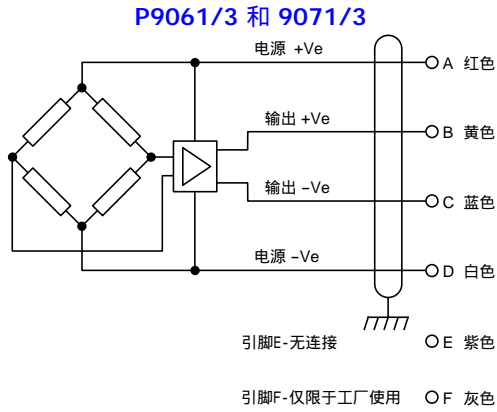 P9061/3 和 9071/3
电源 +Ve
A 红色
输出 +Ve
B 黄色
输出 –Ve
C 蓝色
电源 –Ve
D 白色
引脚E-无连接
E 紫色
引脚F-仅限于工厂使用
F 灰色